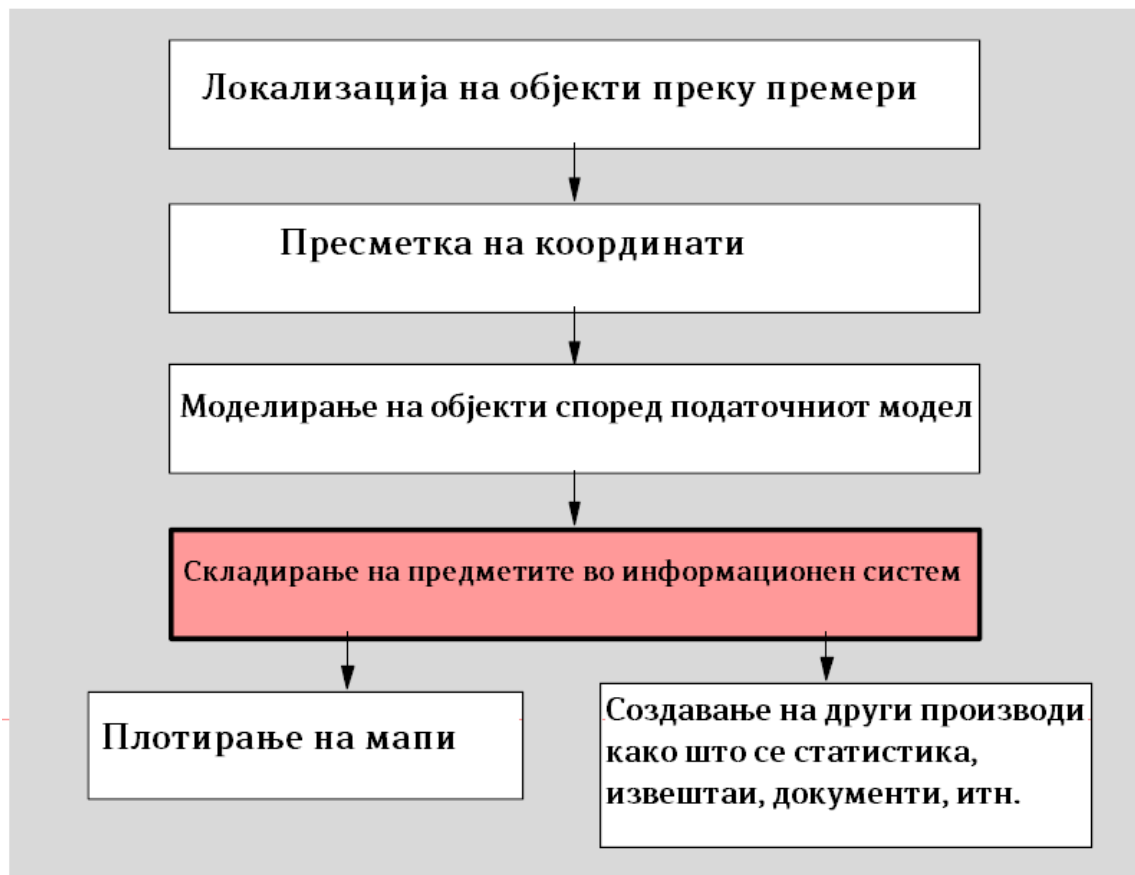 Локализација на објекти преку премери
Пресметка на координати
Моделирање на објекти според податочниот модел
Складирање на предметите во информационен систем
Плотирање на мапи
Создавање на други производи
како што се статистика,
извештаи, документи, итн.